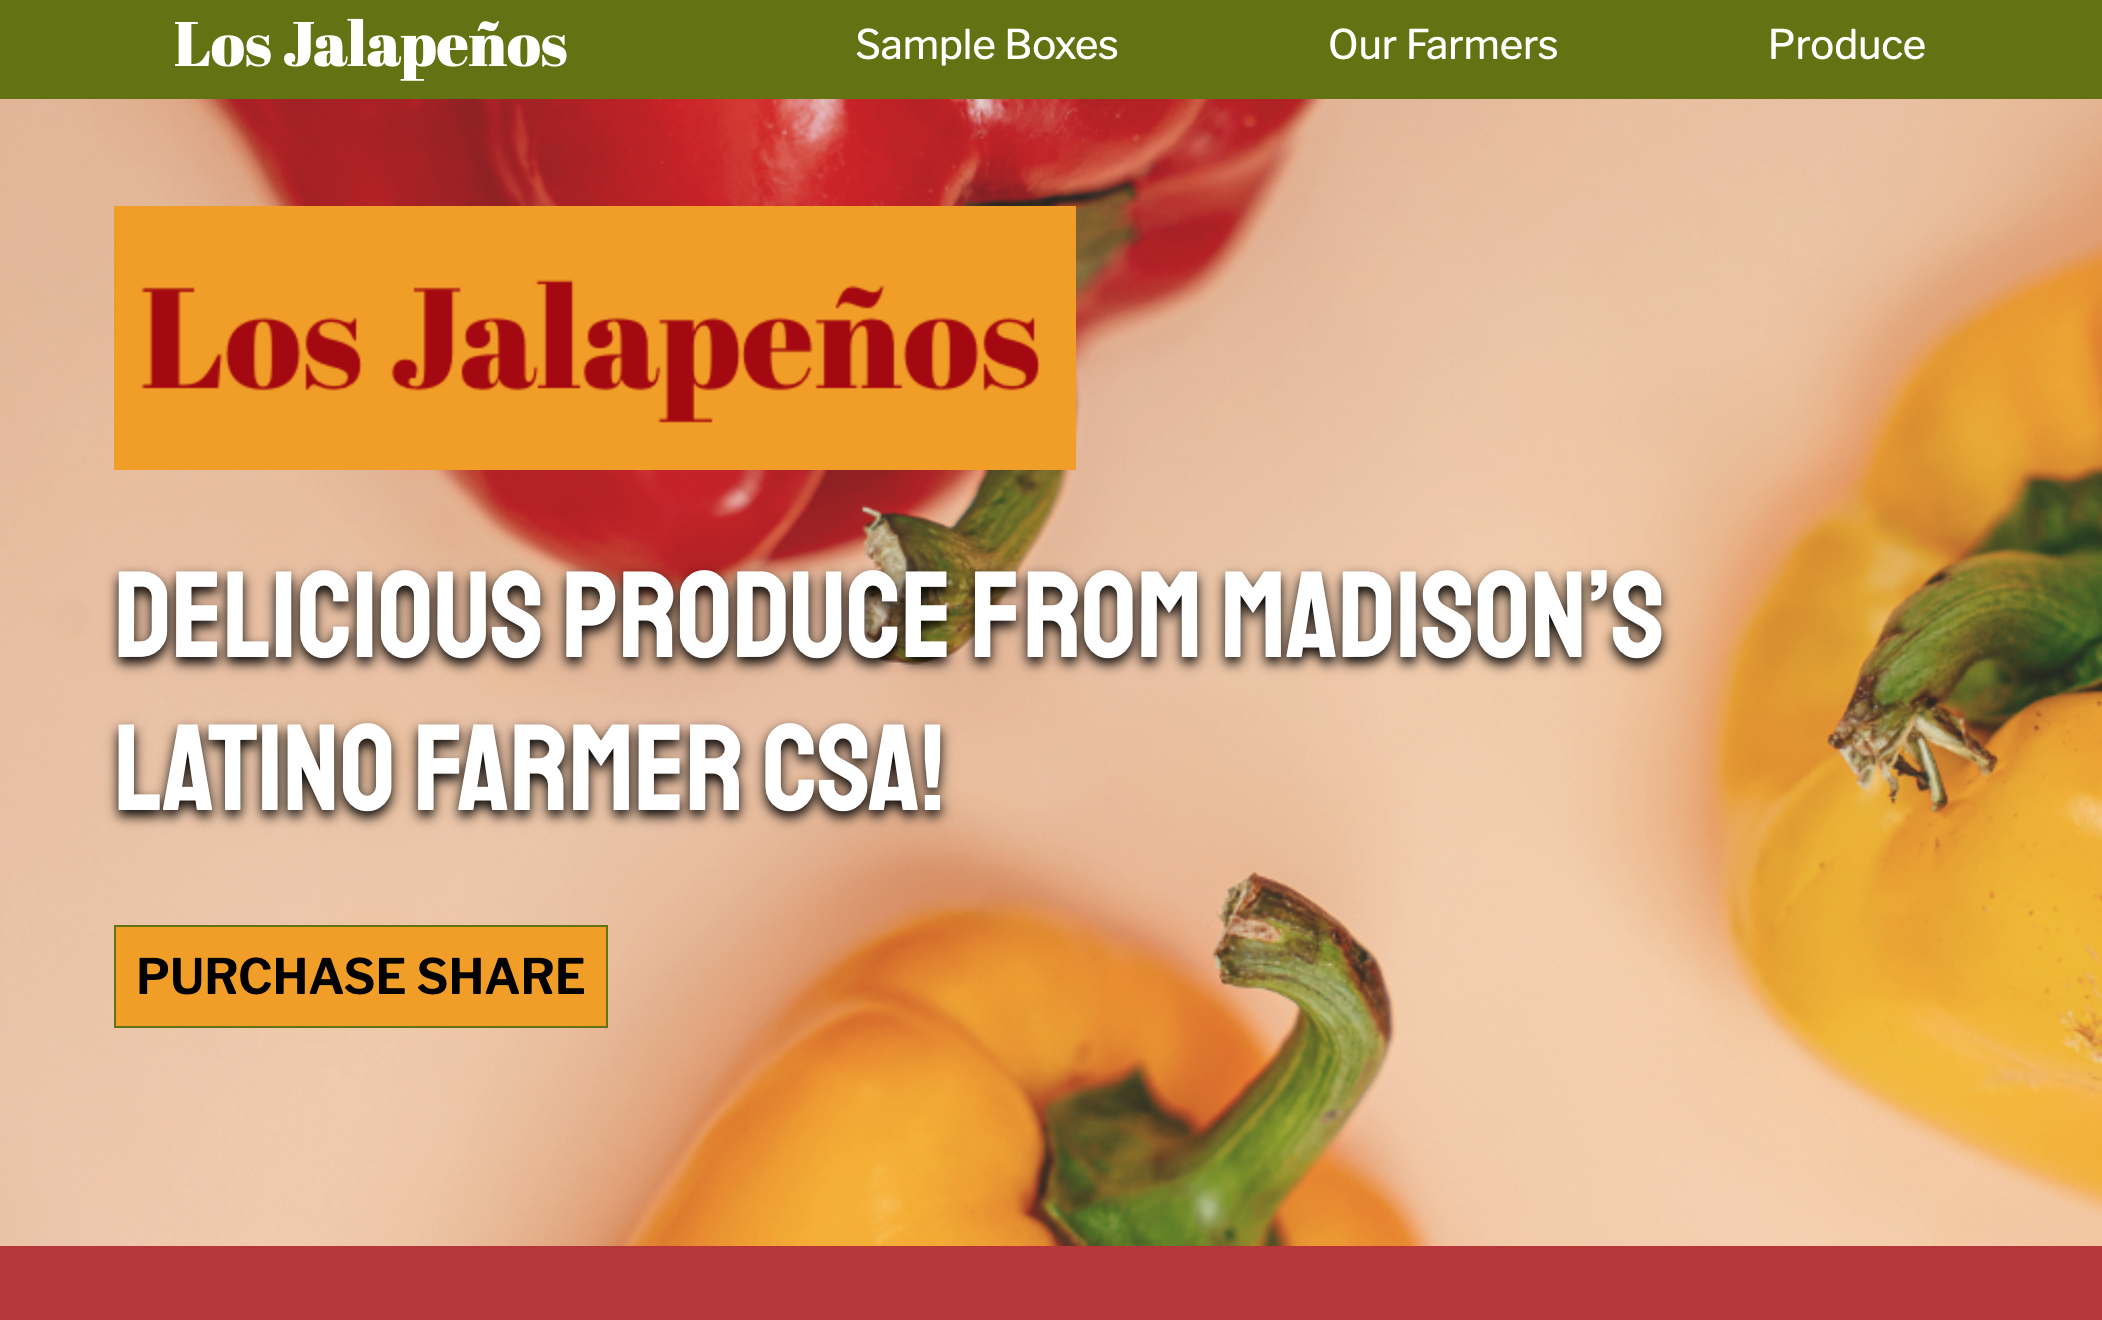 Los Jalapeños
Sample Boxes
Our Farmers
Produce
Los Jalapeños
DELICIOUS PRODUCE FROM MADISON’S
LATINO FARMER CSA!
PURCHASE SHARE